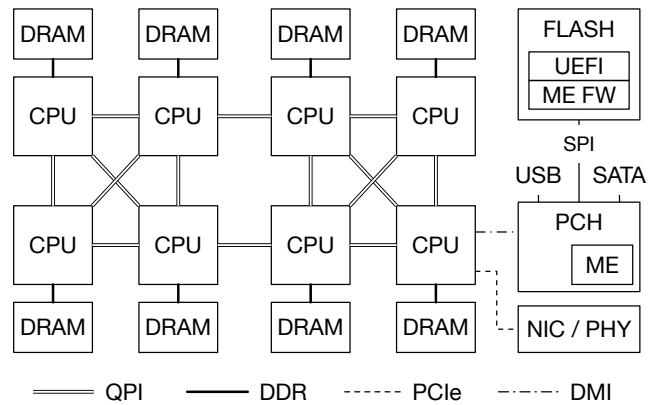 DRAM DRAM DRAM DRAM FLASH
UEFI
ME FW
CPU CPU CPU CPU
SPI
USB SATA
CPU CPU CPU CPU PCH
ME
DRAM DRAM DRAM DRAM NIC / PHY
QPI DDR PCIe DMI